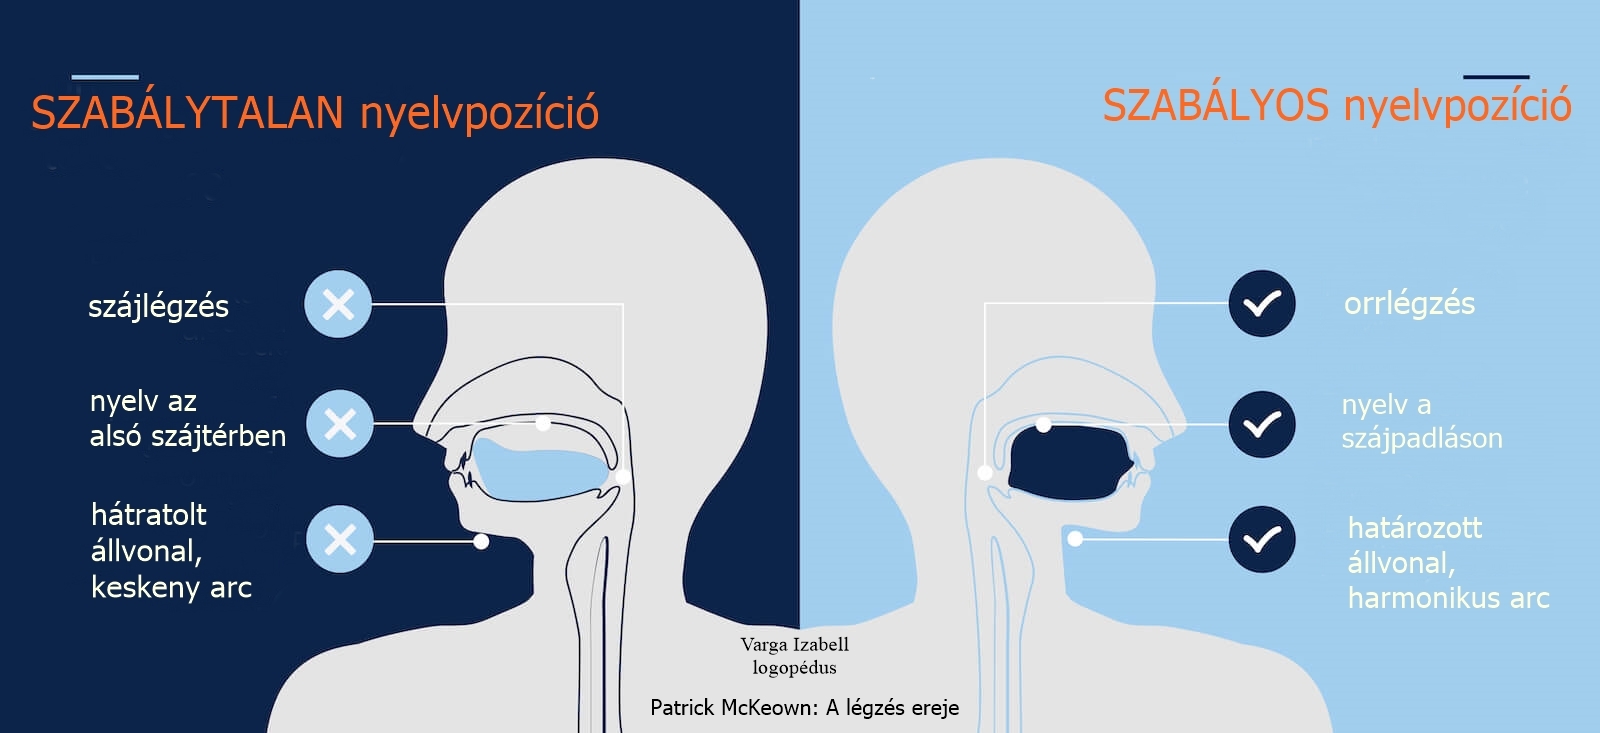 SZABÁLYTALAN nyelvpozíció
szájlégzés
nyelv az
alsó szájtérben
hátratolt
állvonal,
keskeny arc
SZABÁLYOS nyelvpozíció
orrlégzés
nyelv a
szájpadláson
határozott
állvonal,
harmonikus arc
Varga Izabell
logopédus
Patrick McKeown: A légzés ereje